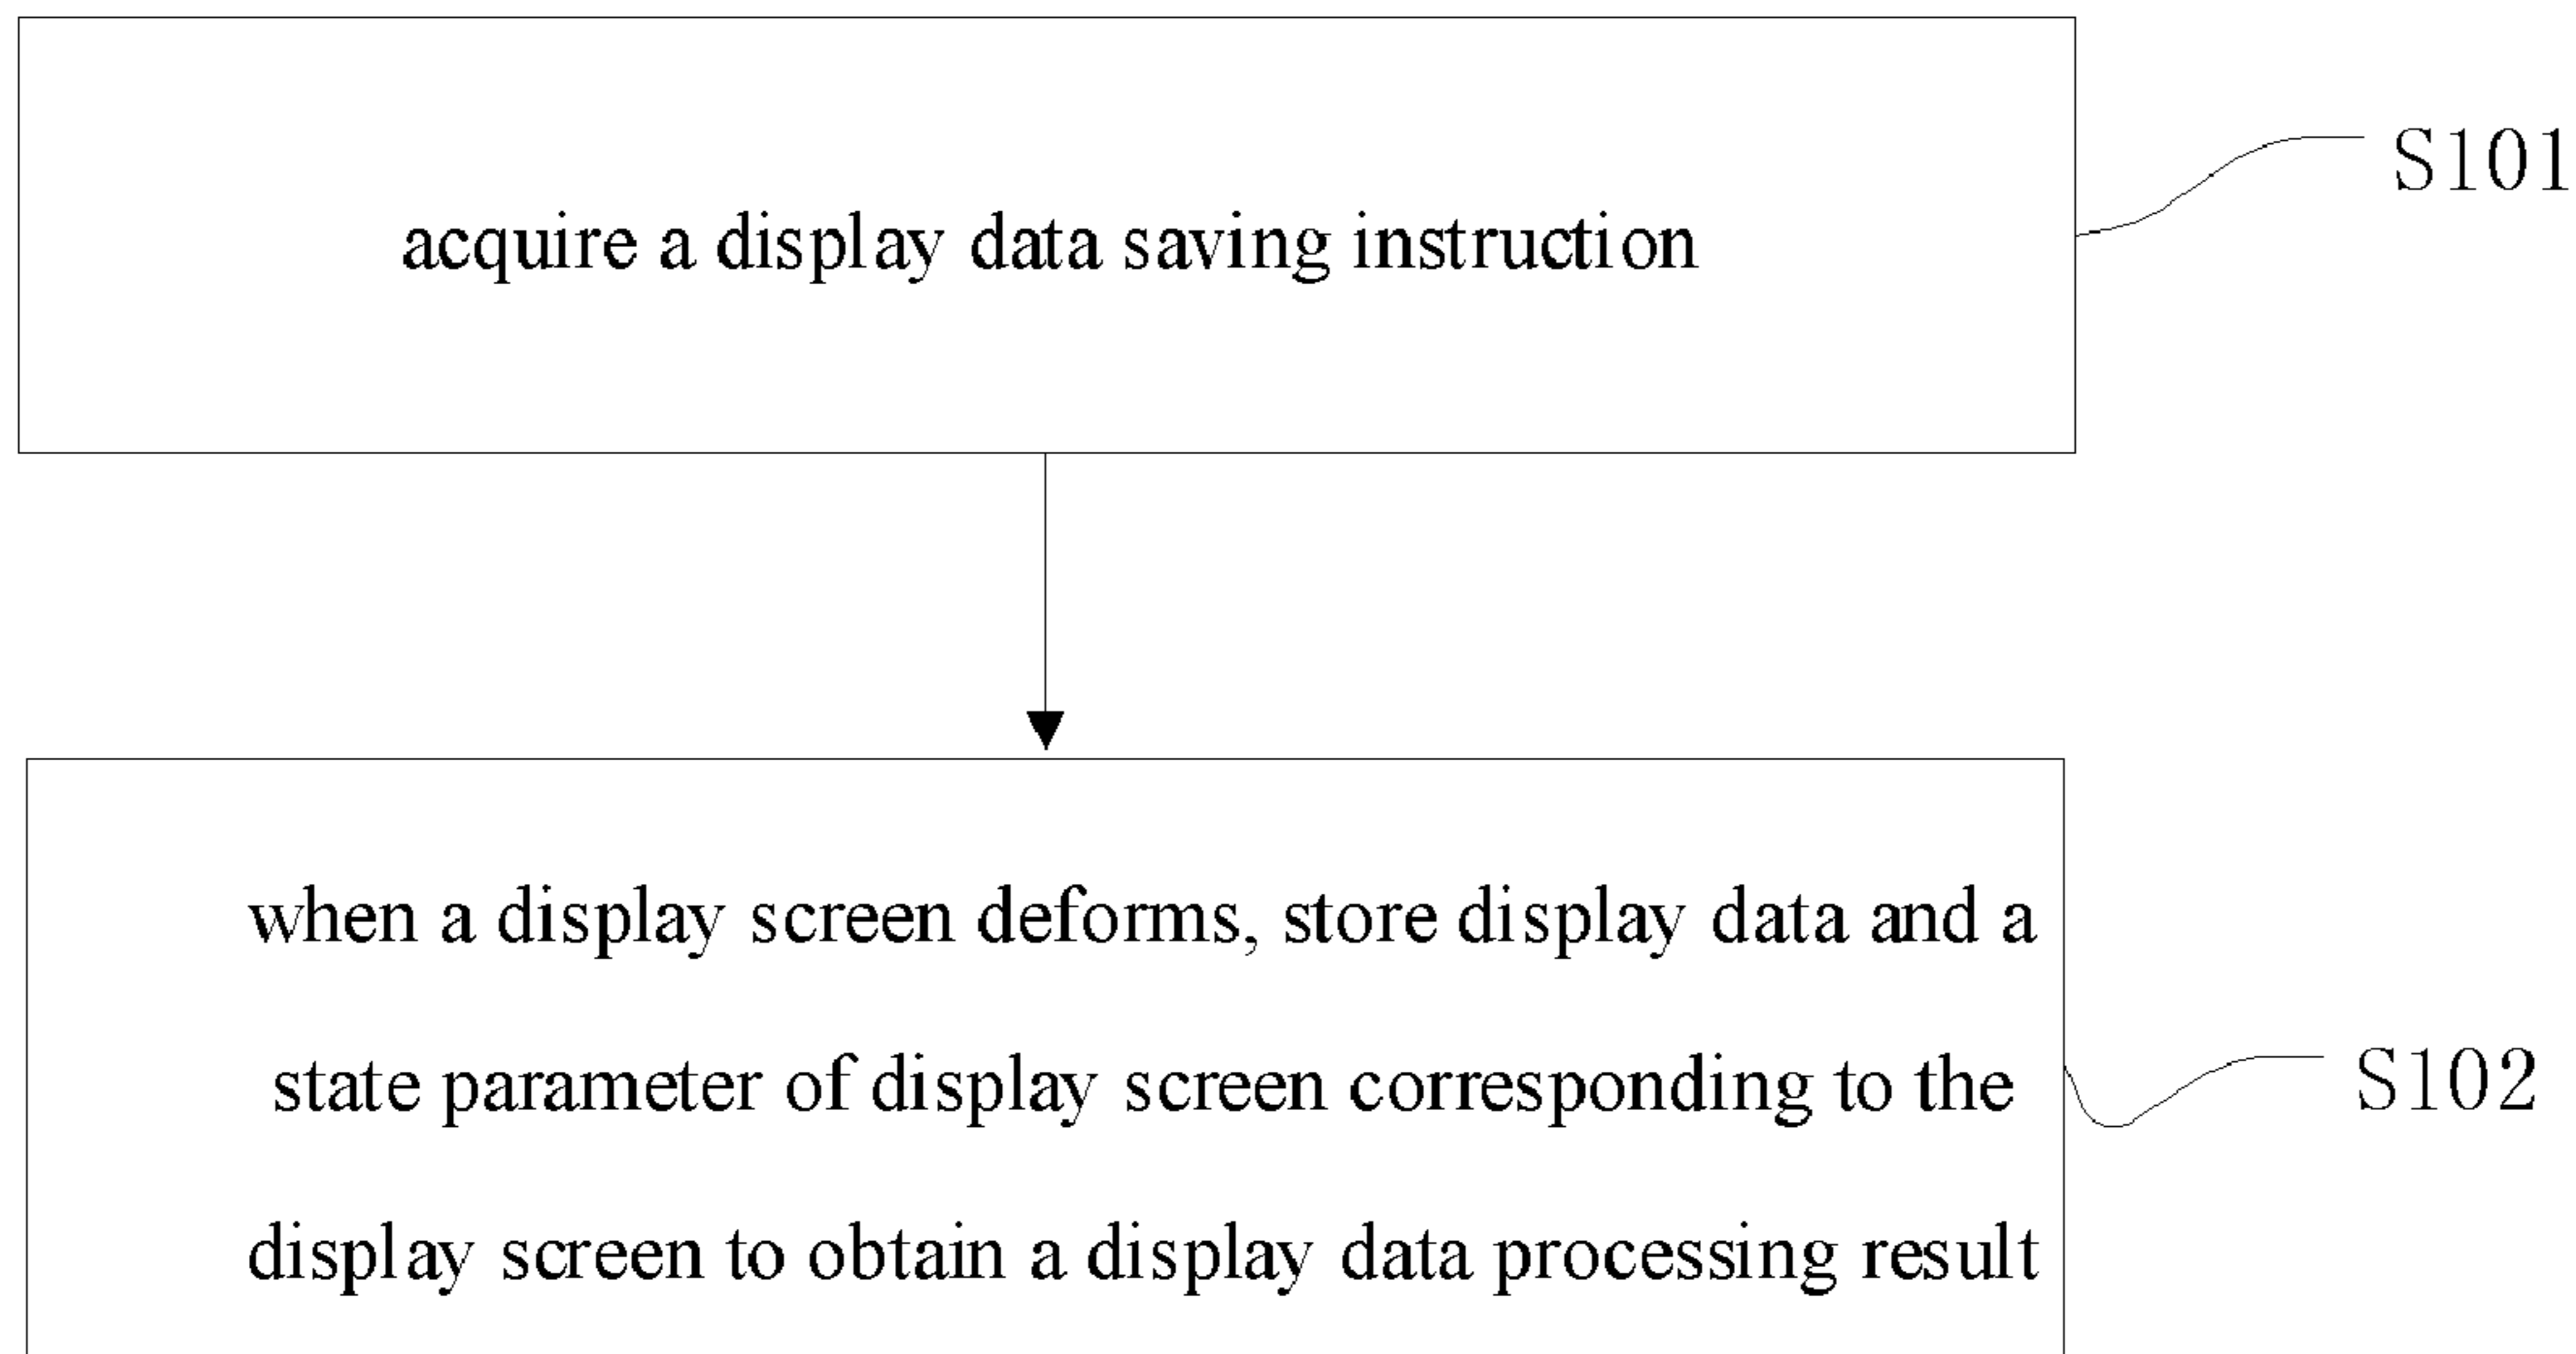 acquire a display data saving instruction
S101
when a display screen deforms, store display data and a
state parameter of display screen corresponding to the
display screen to obtain a display data processing result
S102